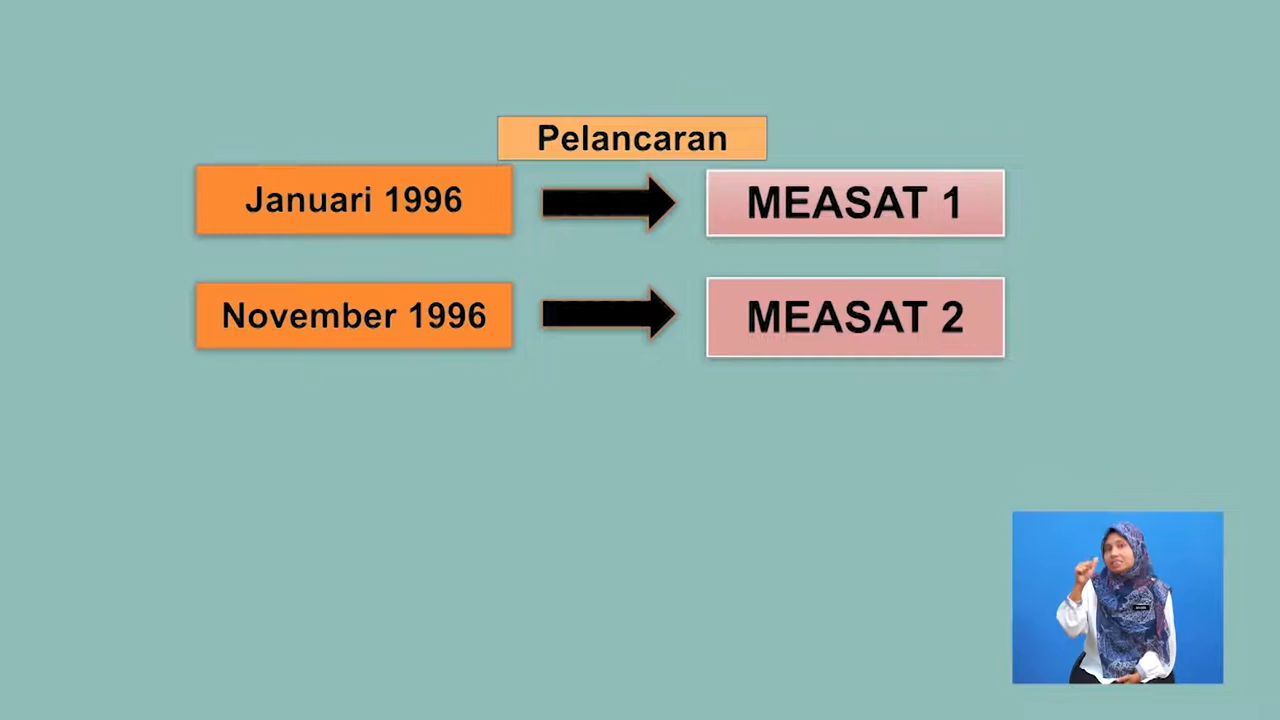 Pelancaran
Januari 1996
MEASAT 1
November 1996
MEASAT 2